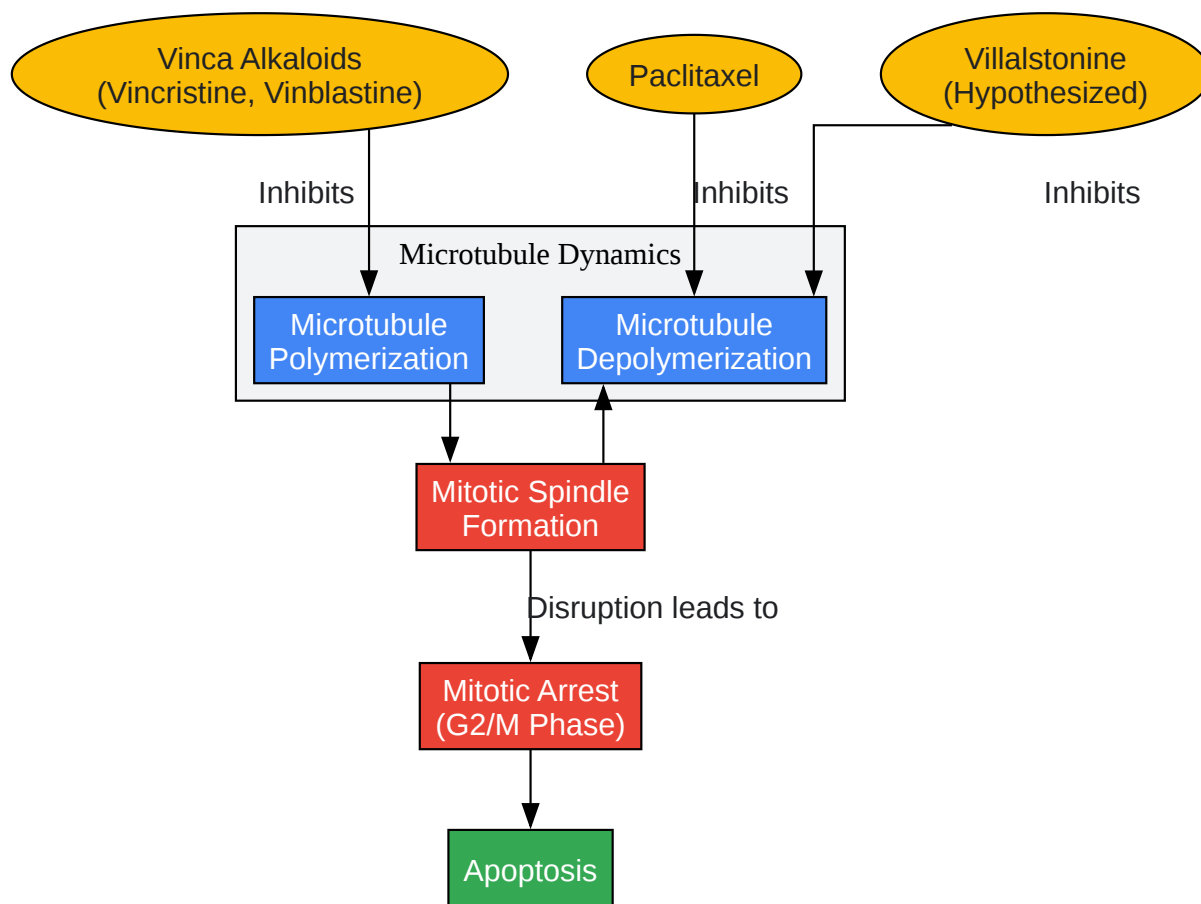 Vinca Alkaloids
(Vincristine, Vinblastine)
Paclitaxel
Villalstonine
(Hypothesized)
Inhibits
Inhibits
Inhibits
Microtubule Dynamics
Microtubule
Polymerization
Microtubule
Depolymerization
Mitotic Spindle
Formation
Disruption leads to
Mitotic Arrest
(G2/M Phase)
Apoptosis